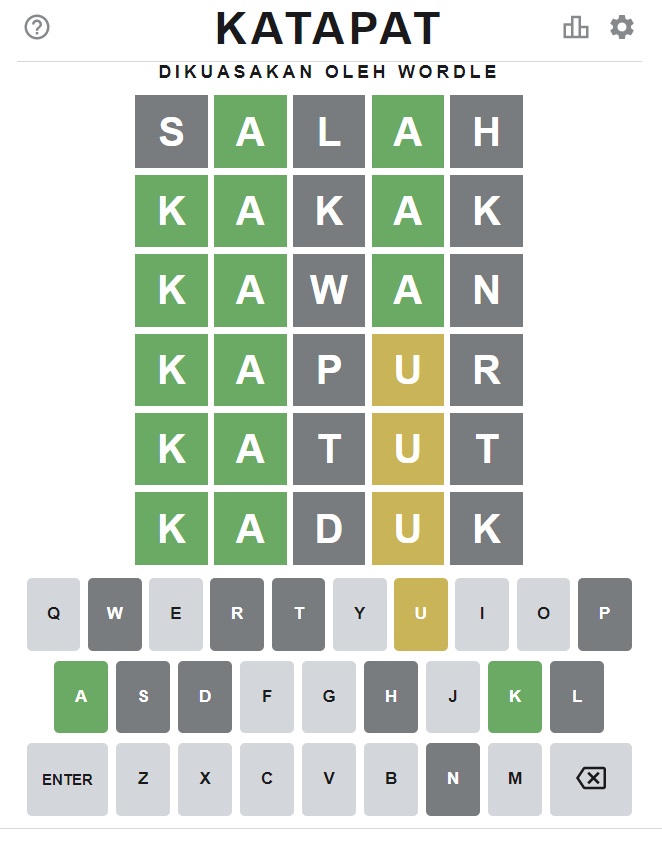 KATAPAT
DIKUASAKAN OLEH WORDLE
S A L A H
K A K A K
K A W A N
K A P U R
K A T U T
K A D U K
Q W E R T Y U I O P
A S D F G H J K L
ENTER Z X C V B N M